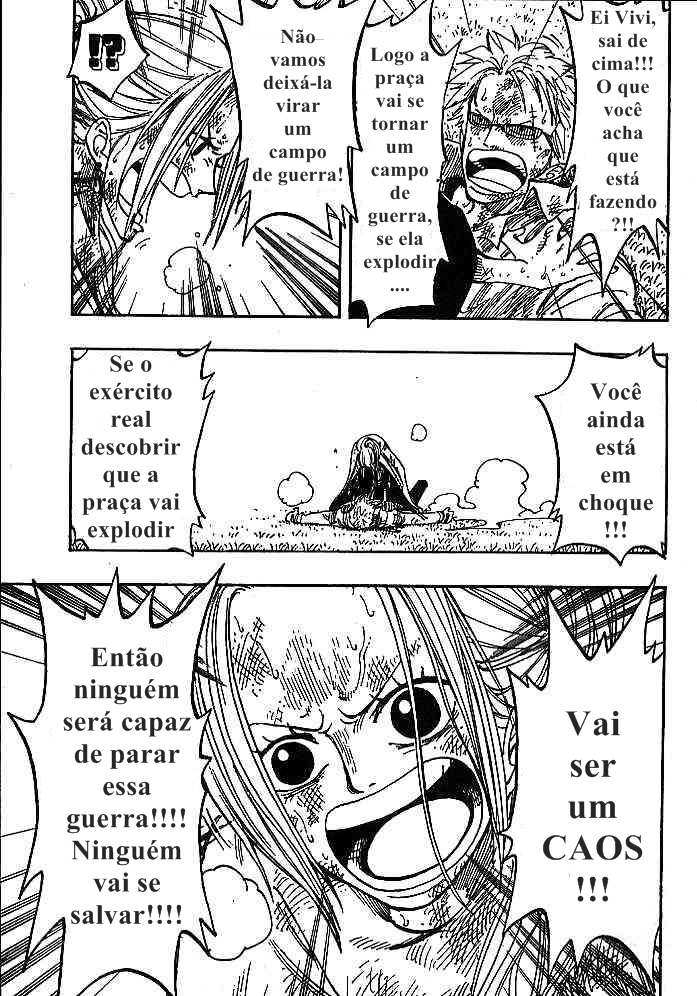 Ei Vivi,
sai de
cima!!!
O que
você
acha
que
está
fazendo
?!!
Logo a
praça
vai se
tornar
um
campo
de
guerra,
se ela
explodir
....
Não
vamos
deixá-la
virar
um
campo
de guerra!
!?
Você
ainda
está
em
choque
!!!
Se o
exército
real
descobrir
que a
praça vai
explodir
Vai
ser
um
CAOS
!!!
Então
ninguém
será capaz
de parar
essa
guerra!!!!
Ninguém
vai se
salvar!!!!